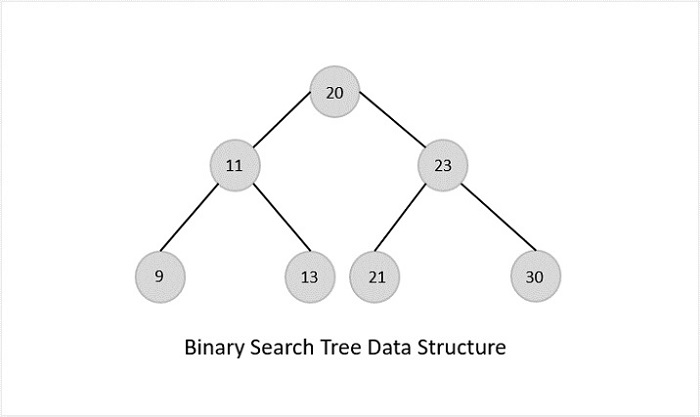 20
11 23
9 13 21 30
Binary Search Tree Data Structure